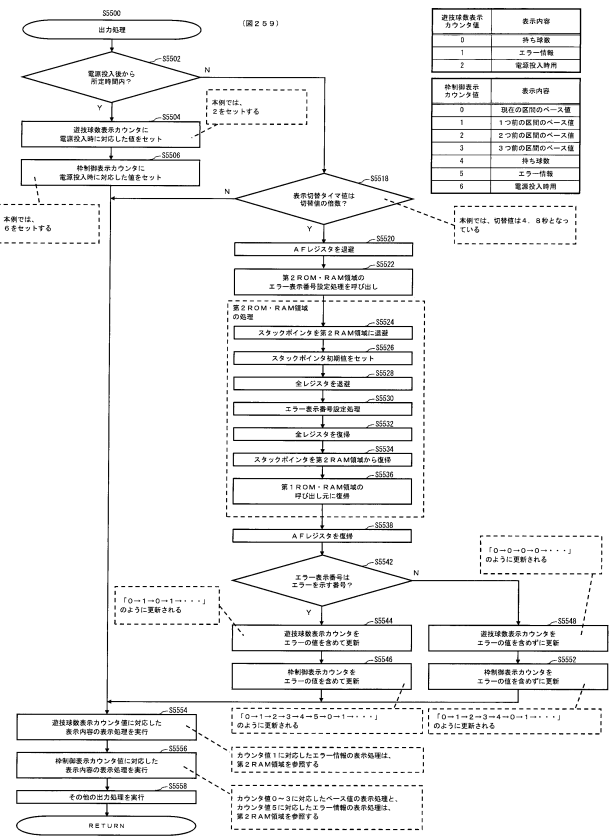 S5500
(図259)
出力処理
S5502
電源投入後から
所定時間内?
N
Y
本例では、
2をセットする
S5504
遊技球数表示カウンタに
電源投入時に対応した値をセット
S5506
枠制御表示カウンタに
電源投入時に対応した値をセット
本例では、
6をセットする
遊技球数表示
カウンタ値
表示内容
0
持ち球数
1
エラー情報
2
電源投入時用
枠制御表示
カウンタ値
表示内容
0
現在の区間のベース値
1
1つ前の区間のベース値
2
2つ前の区間のベース値
3
3つ前の区間のベース値
4
持ち球数
5
エラー情報
6
電源投入時用
S5518
表示切替タイマ値は
切替値の倍数?
N
Y
本例では、切替値は4.8秒となっ
ている
S5520
AFレジスタを退避
S5522
第2ROM・RAM領域の
エラー表示番号設定処理を呼び出し
第2ROM・RAM領域
の処理
S5524
スタックポインタを第2RAM領域に退避
S5526
スタックポインタ初期値をセット
S5528
全レジスタを退避
S5530
エラー表示番号設定処理
S5532
全レジスタを復帰
S5534
スタックポインタを第2RAM領域から復帰
S5536
第1ROM・RAM領域の
呼び出し元に復帰
S5538
AFレジスタを復帰
S5542
エラー表示番号は
エラーを示す番号?
N
Y
「0→0→0→0→・・・」
のように更新される
「0→1→0→1→・・・」
のように更新される
S5544
遊技球数表示カウンタを
エラーの値を含めて更新
S5548
遊技球数表示カウンタを
エラーの値を含めずに更新
S5546
枠制御表示カウンタを
エラーの値を含めて更新
S5552
枠制御表示カウンタを
エラーの値を含めずに更新
「0→1→2→3→4→5→0→1→・・・」
のように更新される
「0→1→2→3→4→0→1→・・・」
のように更新される
S5554
遊技球数表示カウンタ値に対応した
表示内容の表示処理を実行
カウンタ値1に対応したエラー情報の表示処理は、
第2RAM領域を参照する
S5556
枠制御表示カウンタ値に対応した
表示内容の表示処理を実行
カウンタ値0~3に対応したベース値の表示処理と、
カウンタ値5に対応したエラー情報の表示処理は、
第2RAM領域を参照する
S5558
その他の出力処理を実行
RETURN